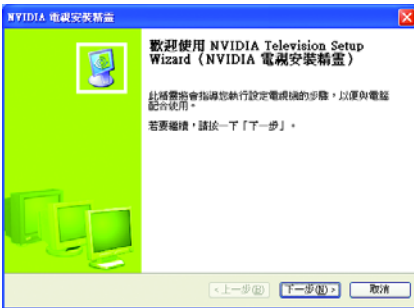 NVIDIA 電視安裝精靈
歡迎使用 NVIDIA Television Setup
Wizard（NVIDIA 電視安裝精靈）
此精靈將會指導您執行設定電視機的步驟，以便與電腦
配合使用。
若要繼續，請按一下「下一步」。
<上一步(B)
下一步(N)>
取消